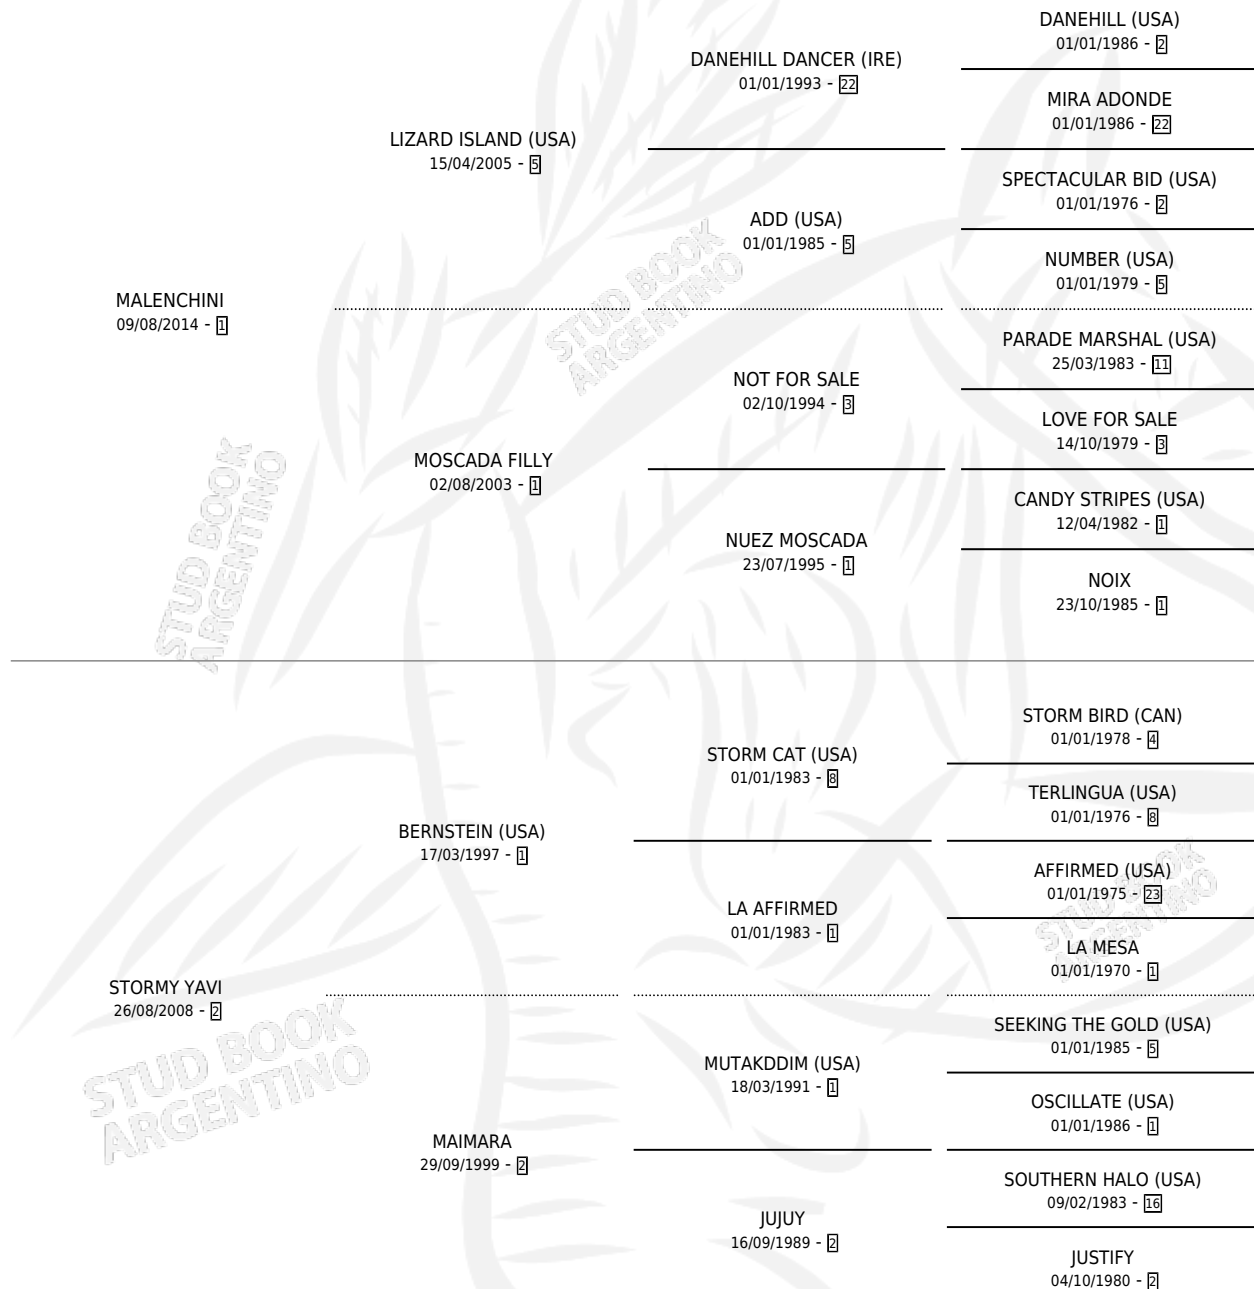 DANEHILL (USA)
01/01/1986 - 2
DANEHILL DANCER (IRE)
01/01/1993 - 22
MIRA ADONDE
01/01/1986 - 22
LIZARD ISLAND (USA)
15/04/2005 - 5
SPECTACULAR BID (USA)
01/01/1976 - 2
ADD (USA)
01/01/1985 - 5
NUMBER (USA)
01/01/1979 - 5
MALENCHINI
09/08/2014 - 1
PARADE MARSHAL (USA)
25/03/1983 - 11
NOT FOR SALE
02/10/1994 - 3
LOVE FOR SALE
14/10/1979 - 3
MOSCADA FILLY
02/08/2003 - 1
CANDY STRIPES (USA)
12/04/1982 - 1
NUEZ MOSCADA
23/07/1995 - 1
NOIX
23/10/1985 - 1
STORM BIRD (CAN)
01/01/1978 - 4
STORM CAT (USA)
01/01/1983 - 8
TERLINGUA (USA)
01/01/1976 - 8
BERNSTEIN (USA)
17/03/1997 - 1
AFFIRMED (USA)
01/01/1975 - 23
LA AFFIRMED
01/01/1983 - 1
LA MESA
01/01/1970 - 1
STORMY YAVI
26/08/2008 - 2
SEEKING THE GOLD (USA)
01/01/1985 - 5
MUTAKDDIM (USA)
18/03/1991 - 1
OSCILLATE (USA)
01/01/1986 - 1
MAIMARA
29/09/1999 - 2
SOUTHERN HALO (USA)
09/02/1983 - 16
JUJUY
16/09/1989 - 2
JUSTIFY
04/10/1980 - 2
STUD BOOK
ARGENTINO
STUD BOOK
ARGENTINO
STUD BOOK
ARGENTINO
STUD BOOK
ARGENTINO